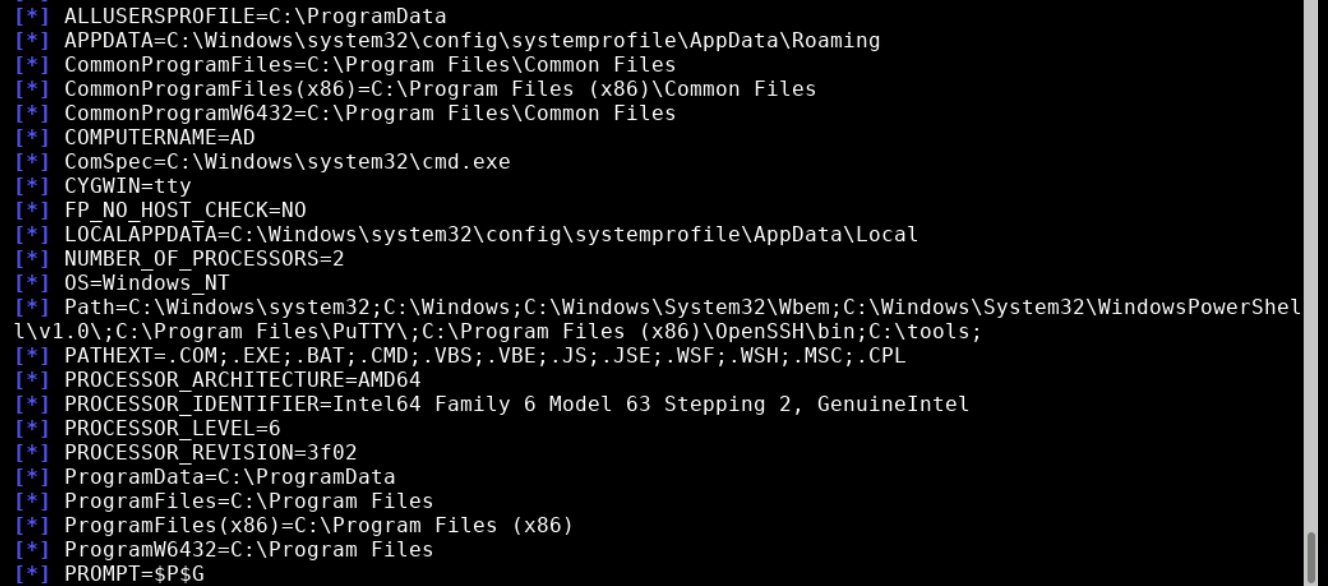 [*] ALLUSERSPROFILE=C:\ProgramData
[*] APPDATA=C:\Windows\system32\config\systemprofile\AppData\Roaming
[*] CommonProgramFiles=C:\Program Files\Common Files
[*] CommonProgramFiles(x86)=C:\Program Files (x86)\Common Files
[*] CommonProgramW6432=C:\Program Files\Common Files
[*] COMPUTERNAME=AD
[*] ComSpec=C:\Windows\system32\cmd.exe
[*] CYGWIN=tty
[*] FP_NO_HOST_CHECK=NO
[*] LOCALAPPDATA=C:\Windows\system32\config\systemprofile\AppData\Local
[*] NUMBER_OF_PROCESSORS=2
[*] OS=Windows_NT
[*] Path=C:\Windows\system32;C:\Windows;C:\Windows\System32\Wbem;C:\Windows\System32\WindowsPowerShel
l\v1.0\;C:\Program Files\PuTTY\;C:\Program Files (x86)\OpenSSH\bin;C:\tools;
[*] PATHEXT=.COM;.EXE;.BAT;.CMD;.VBS;.VBE;.JS;.JSE;.WSF;.WSH;.MSC;.CPL
[*] PROCESSOR_ARCHITECTURE=AMD64
[*] PROCESSOR_IDENTIFIER=Intel64 Family 6 Model 63 Stepping 2, GenuineIntel
[*] PROCESSOR_LEVEL=6
[*] PROCESSOR_REVISION=3f02
[*] ProgramData=C:\ProgramData
[*] ProgramFiles=C:\Program Files
[*] ProgramFiles(x86)=C:\Program Files (x86)
[*] ProgramW6432=C:\Program Files
[*] PROMPT=$P$G